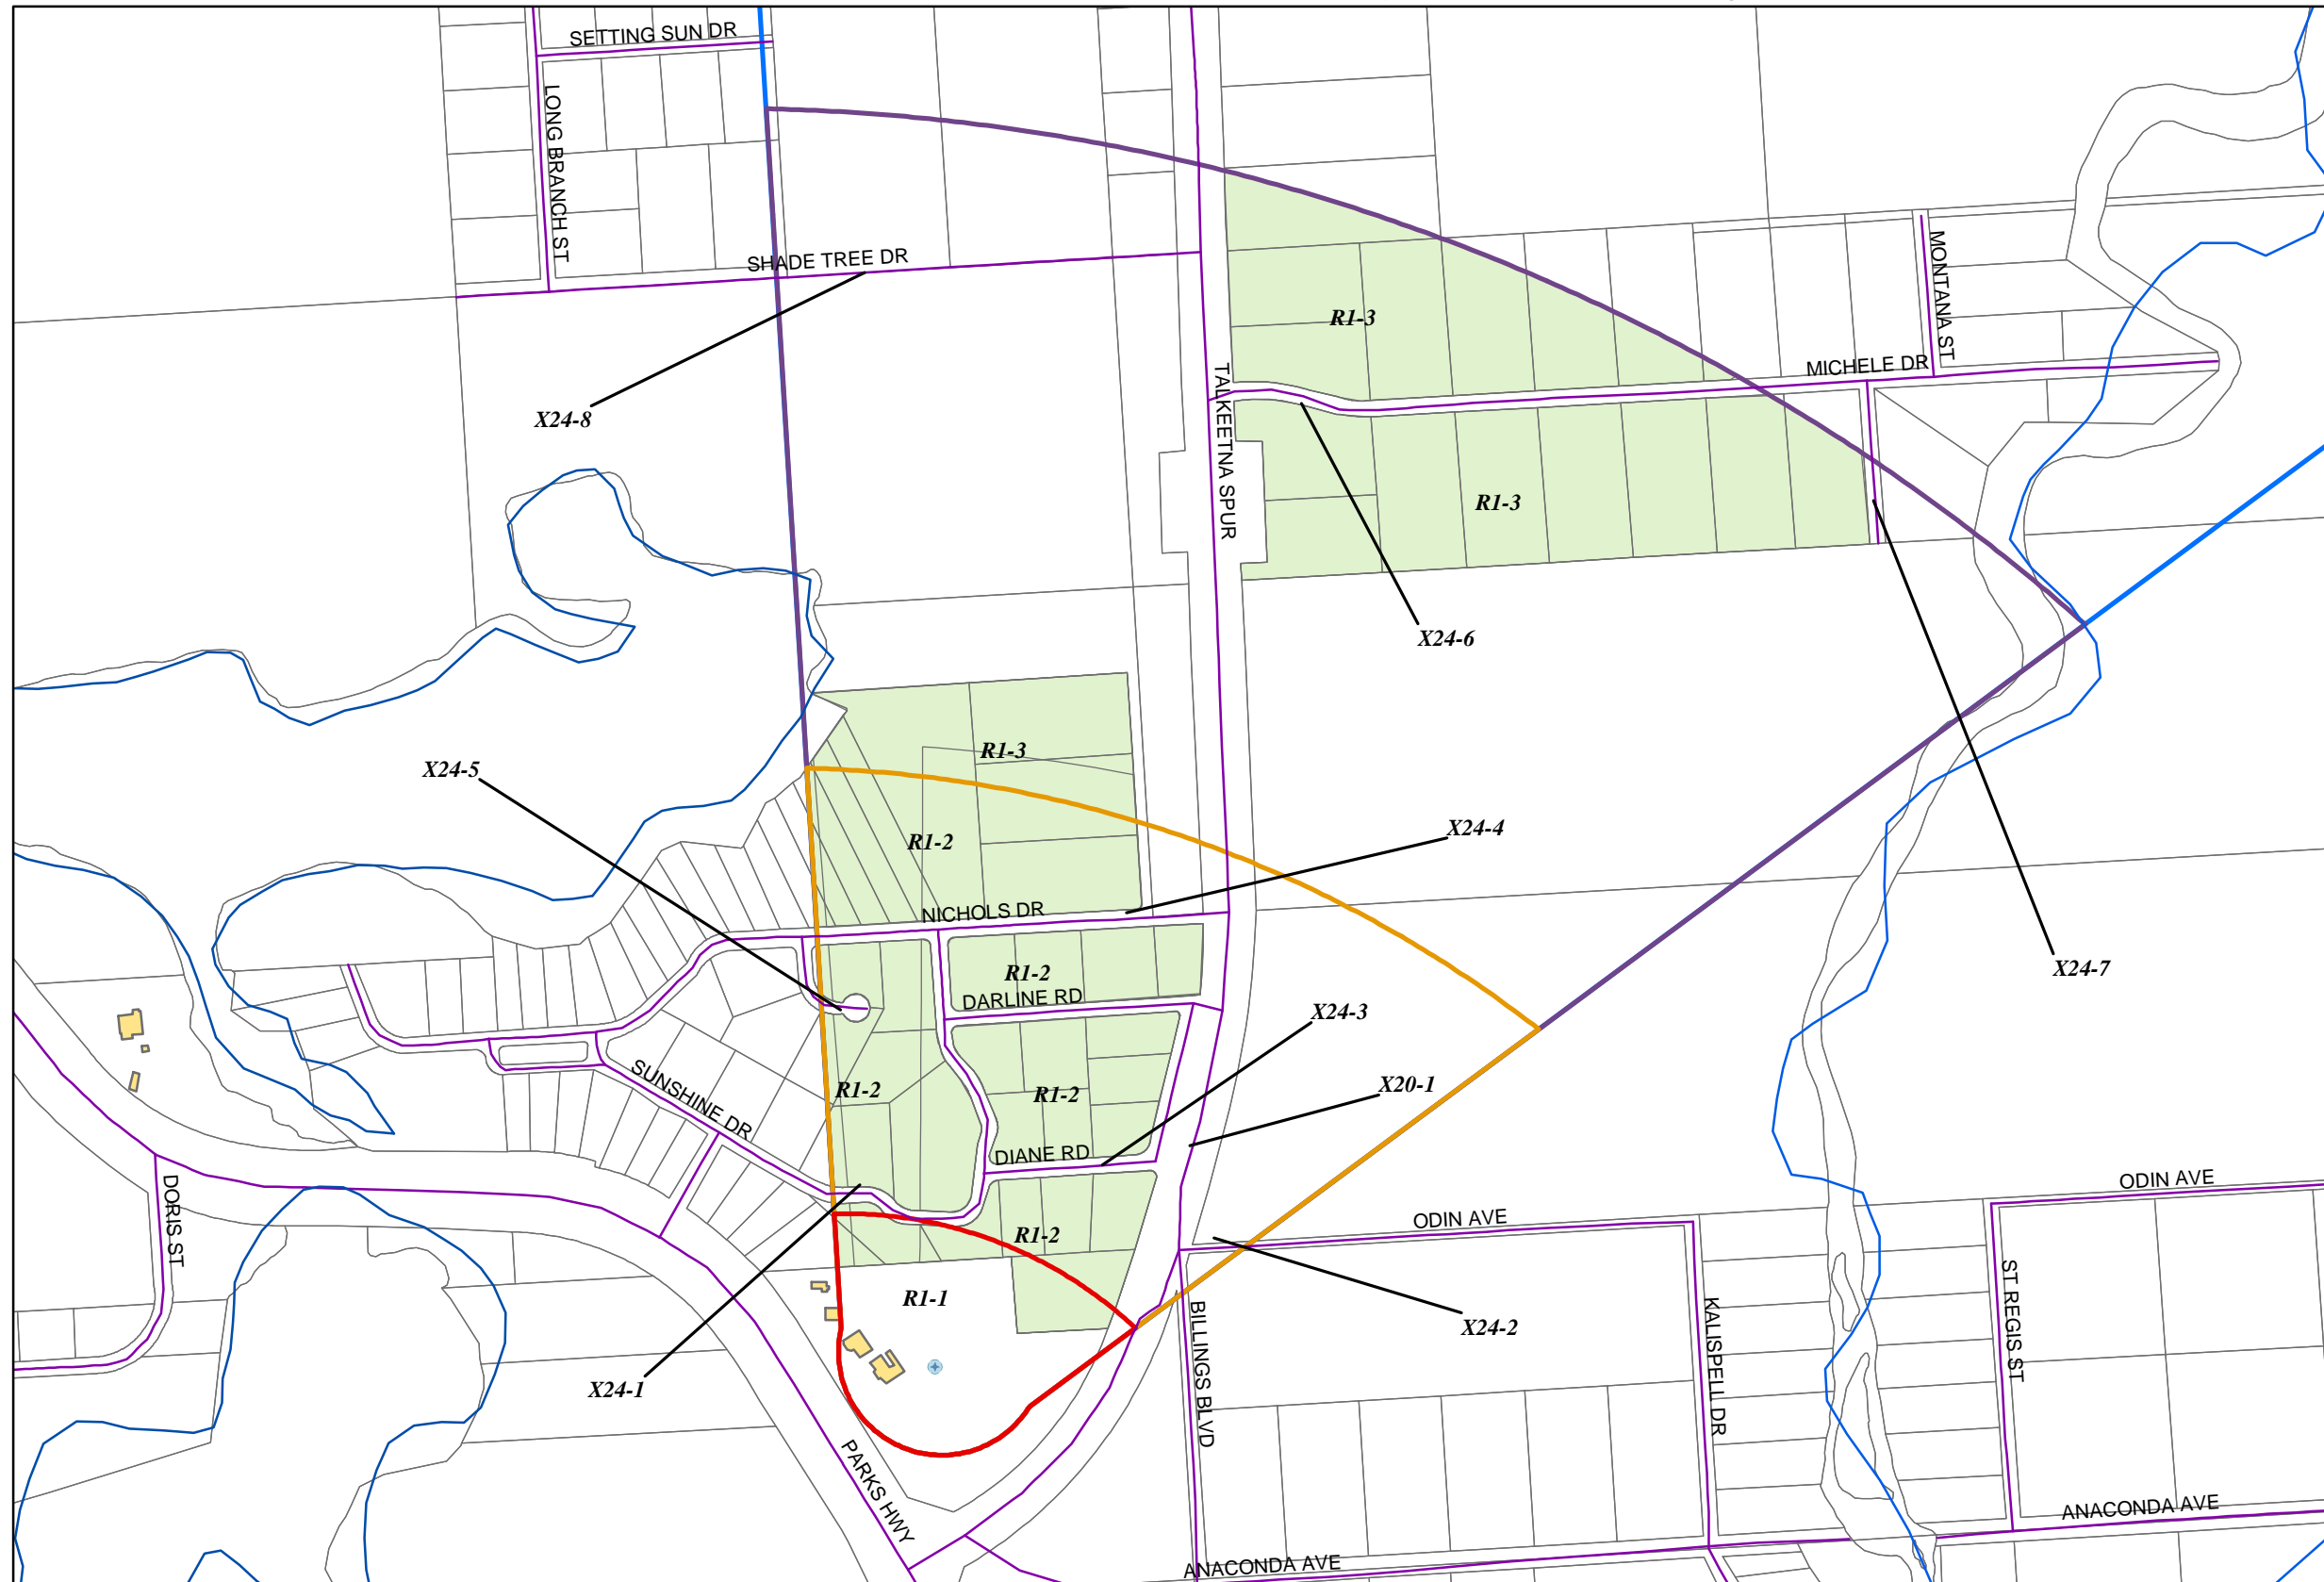 SETTING SUN DR
LONG BRANCH ST
SHADE TREE DR
MONTANA ST
R1-3
MICHELE DR
TALKEETNA SPUR
X24-8
R1-3
X24-6
R1-3
X24-5
X24-4
R1-2
NICHOLS DR
R1-2
X24-7
DARLINE RD
X24-3
SUNSHINE DR
R1-2
R1-2
X20-1
DIANE RD
DORIS ST
ODIN AVE
ODIN AVE
R1-2
R1-1
ST REGIS ST
BILLINGS BLVD
KALISPELL DR
X24-2
X24-1
PARKS HWY
ANACONDA AVE
ANACONDA AVE